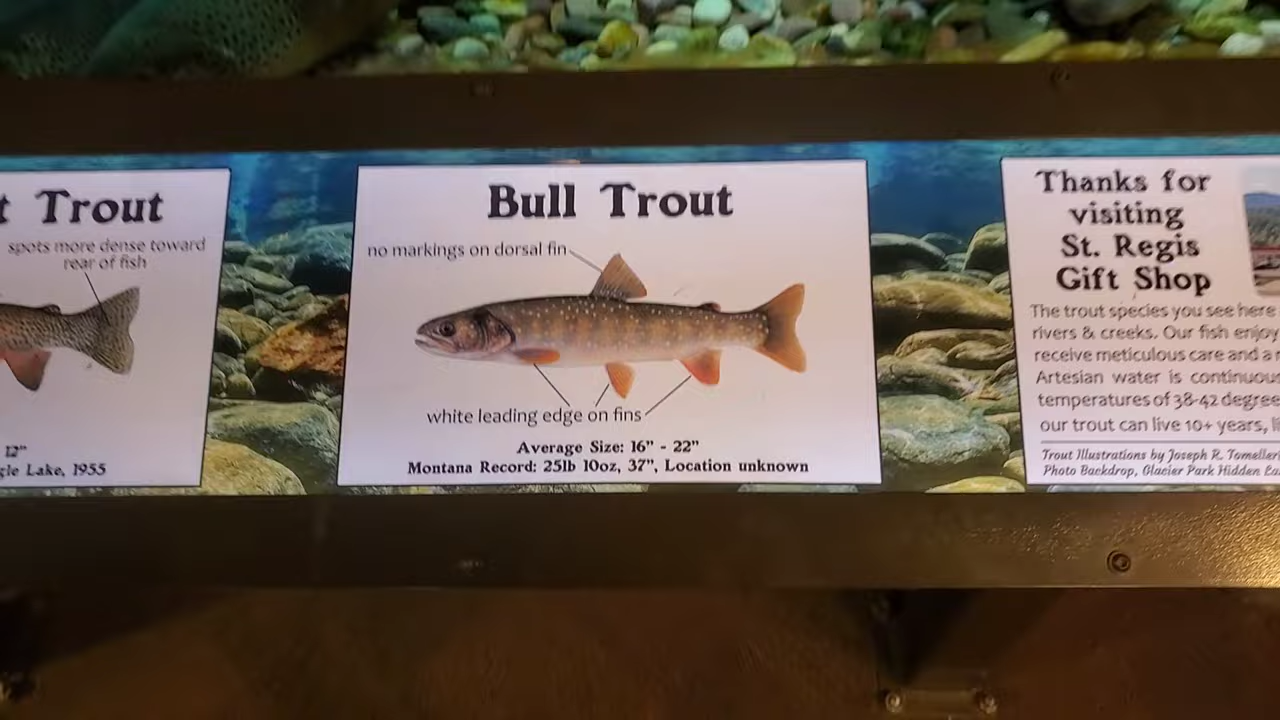 t Trout
spots more dense toward
rear of fish
12"
gle Lake, 1955
Bull Trout
no markings on dorsal fin
white leading edge on fins
Average Size: 16" - 22"
Montana Record: 25lb 10oz, 37", Location unknown
Thanks for
visiting
St. Regis
Gift Shop
The trout species you see here
rivers & creeks. Our fish enjoy
receive meticulous care and a
Artesian water is continuous
temperatures of 38-42 degree
our trout can live 10+ years, li
Trout Illustrations by Joseph R. Tomelleri
Photo Backdrop, Glacier Park Hidden La